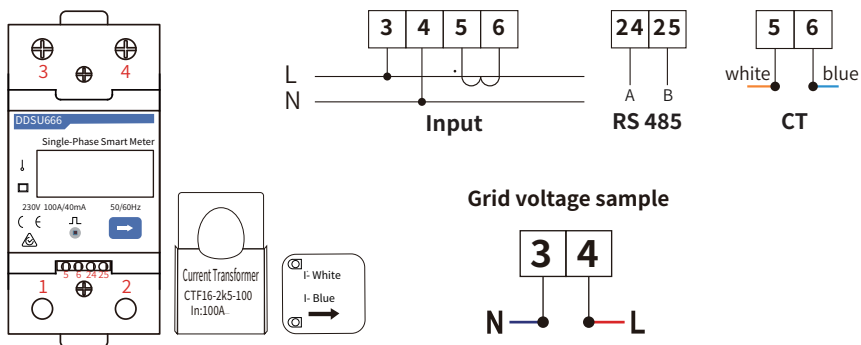 3 4
DDSU666
Single-Phase Smart Meter
230V 100A/40mA 50/60Hz
CE
5 6 24 25
1 2
Current Transformer
CTF16-2k5-100
In:100A
I- White
I- Blue
3 4 5 6
L
N
Input
24 25
A B
RS 485
5 6
white blue
CT
Grid voltage sample
3 4
N L